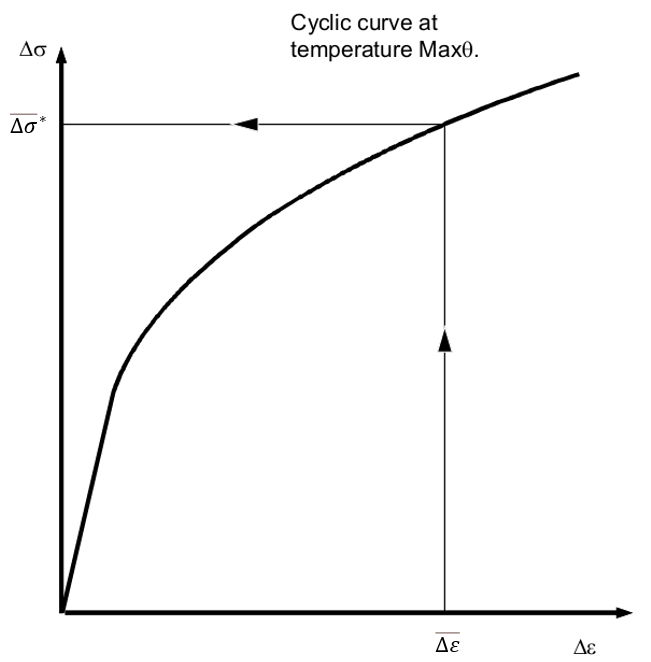 Cyclic curve at
temperature Maxθ.
Δσ
Δσ̅*
Δε̅
Δε